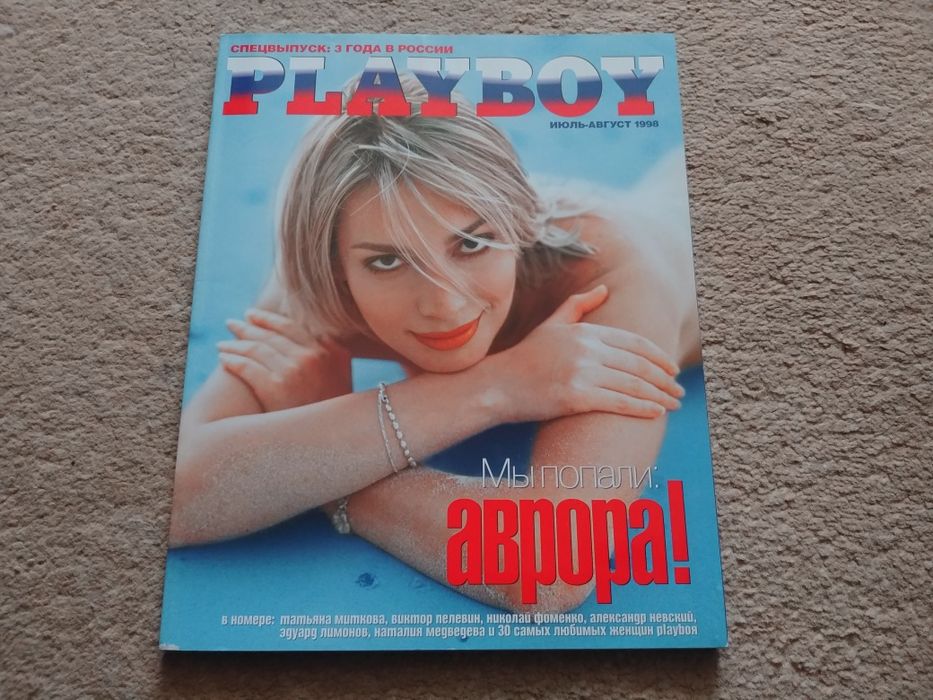 СПЕЦВЫПУСК: 3 ГОДА В РОССИИ
PLAYBOY
ИЮЛЬ-АВГУСТ 1998
Мы попали:
аврора!
в номере: татьяна миткова, виктор пелевин, николай фоменко, александр невский,
эдуард лимонов, наталия медведева и 30 самых любимых женщин playboя